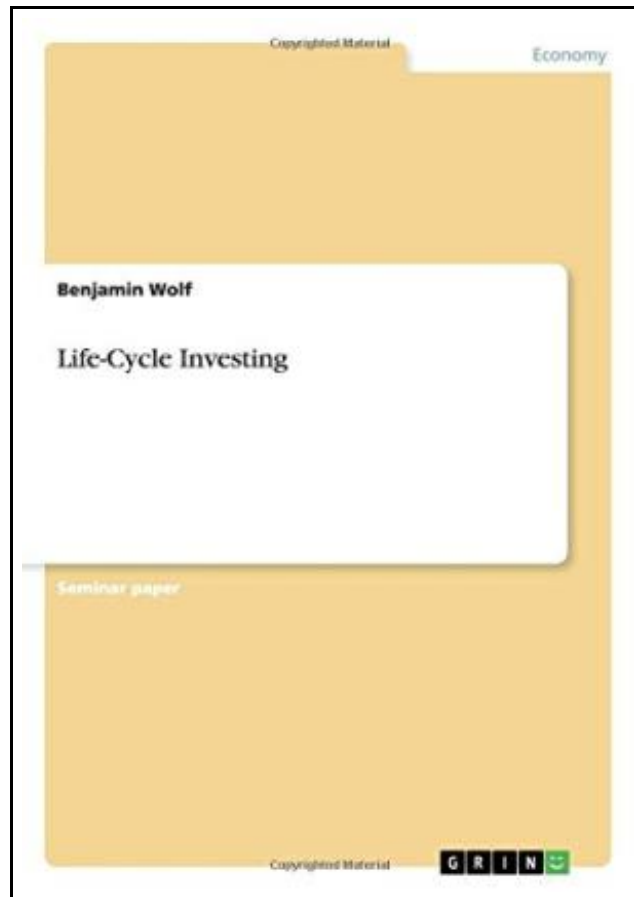 Copyrighted Material
Economy
Benjamin Wolf
Life-Cycle Investing
Seminar paper
Copyrighted Material
GRIN